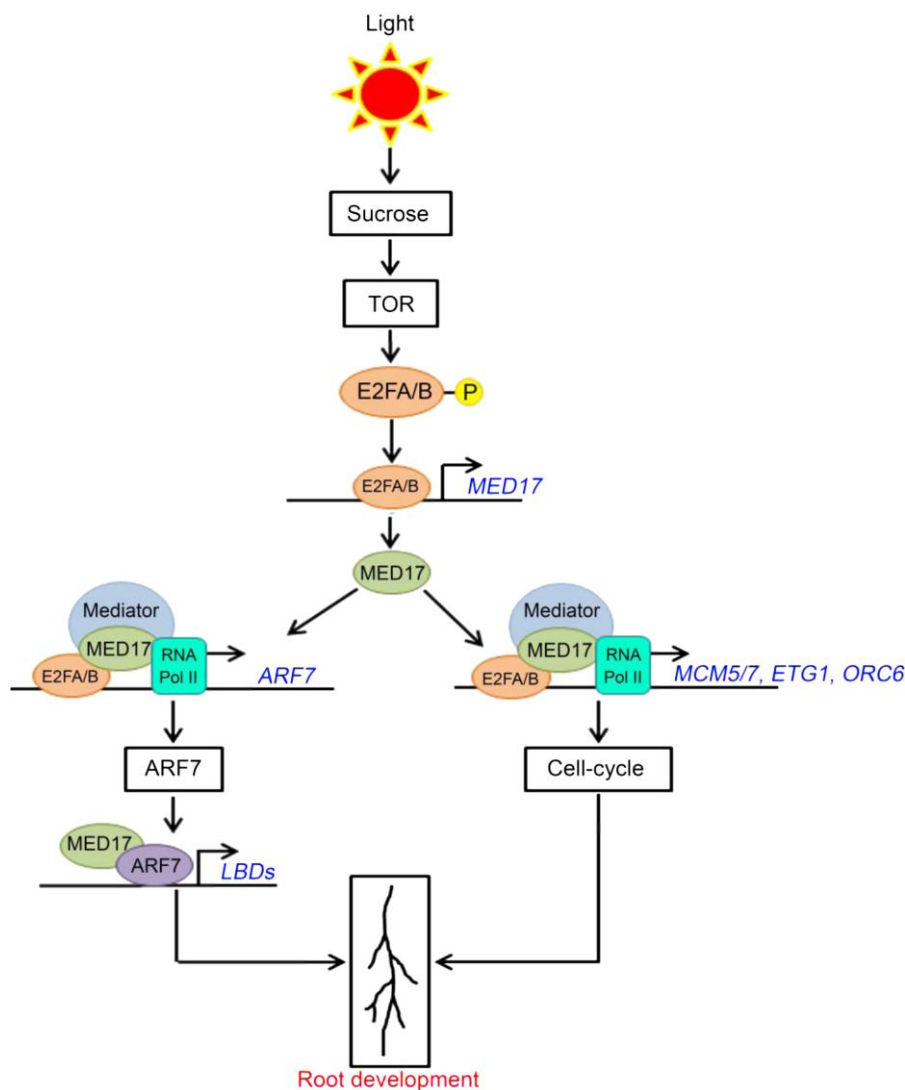 Light
Sucrose
TOR
E2FA/B
P
E2FA/B
MED17
MED17
Mediator
MED17
E2FA/B
RNA
Pol II
ARF7
Mediator
MED17
E2FA/B
RNA
Pol II
MCM5/7, ETG1, ORC6
ARF7
Cell-cycle
MED17
ARF7
LBDs
Root development